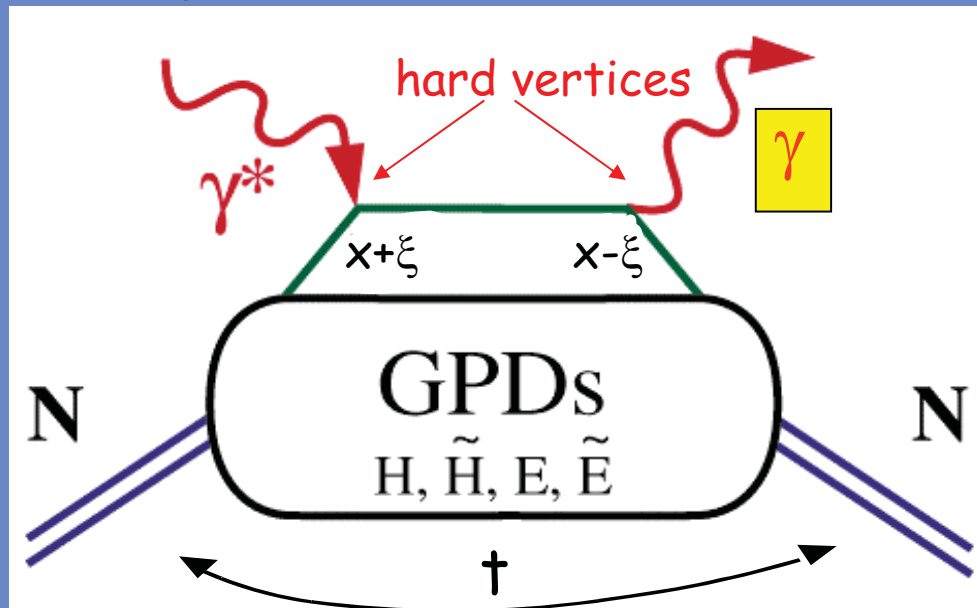 hard vertices
γ*
γ
x+ξ x-ξ
GPDs
N N
H, H̃, E, Ẽ
t